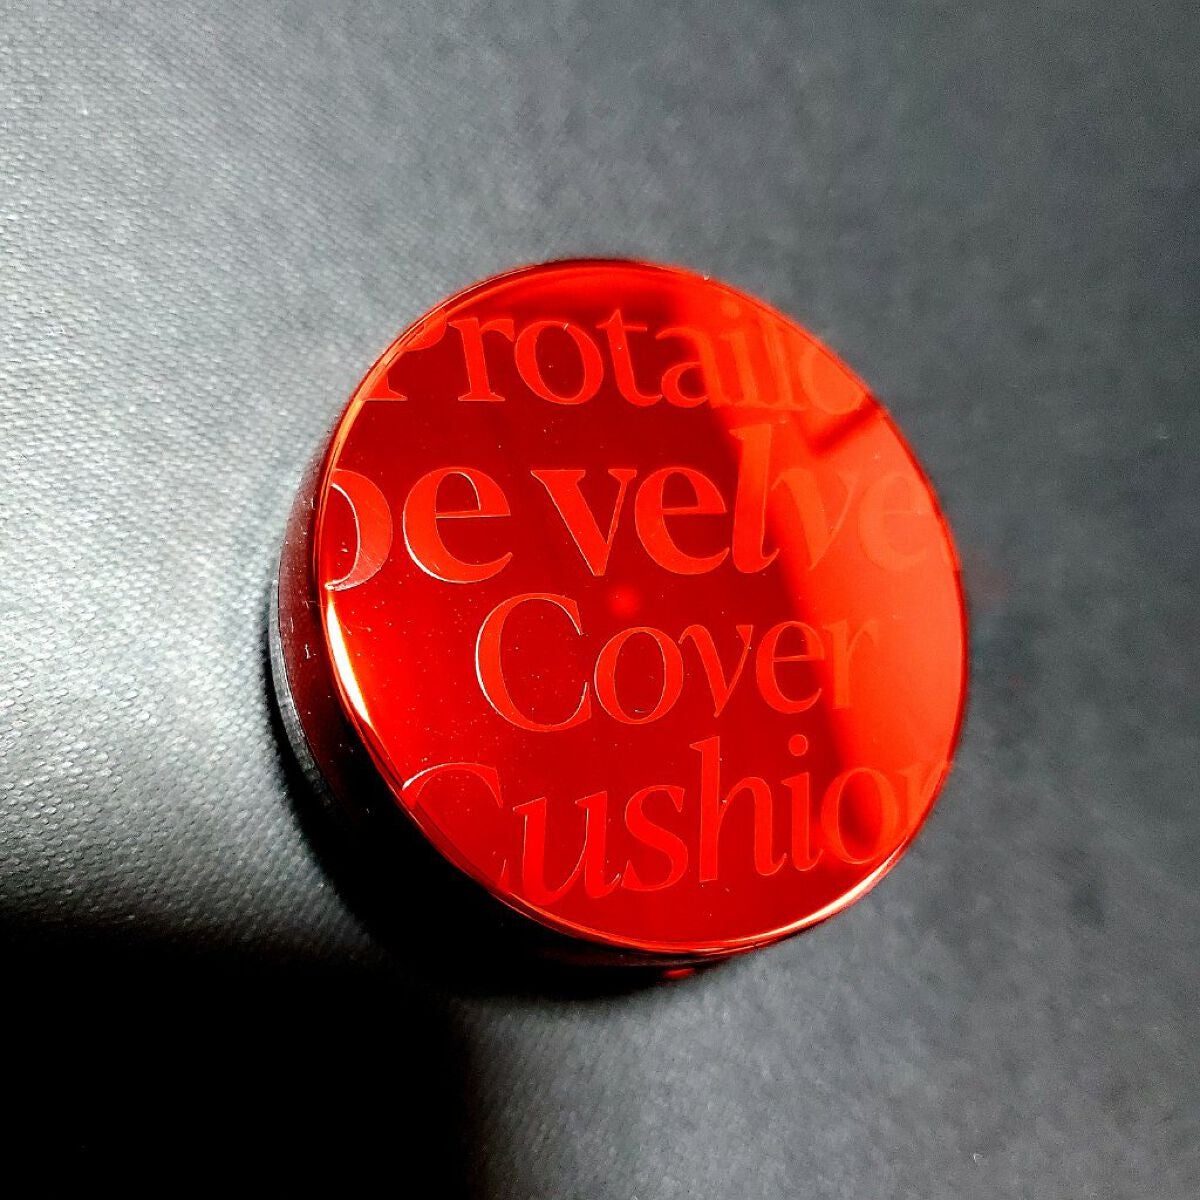 Protailo
be velve
Cover
Cushion